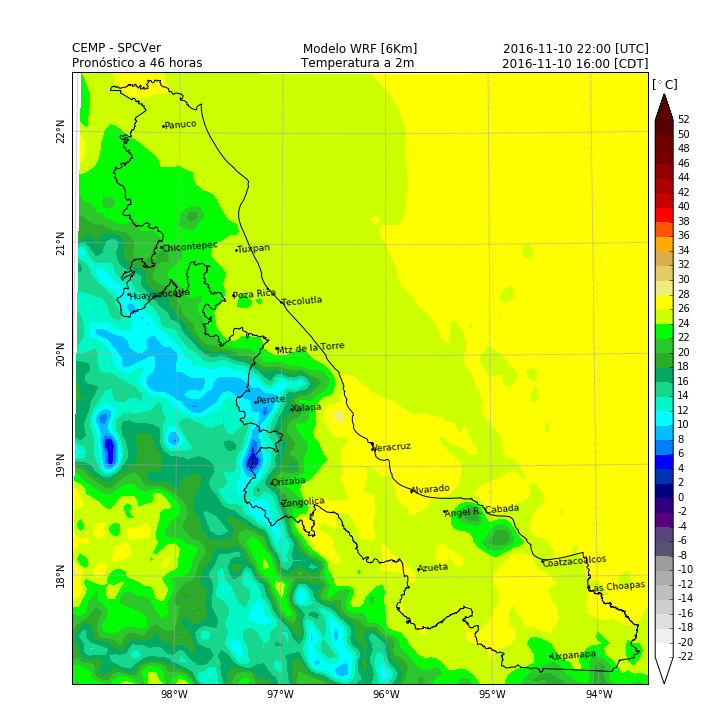 CEMP - SPCVer Modelo WRF [6Km] 2016-11-10 22:00 [UTC]
Pronóstico a 46 horas Temperatura a 2m 2016-11-10 16:00 [CDT]
[°C]
52
50
48
46
44
42
40
38
36
34
32
30
28
26
24
22
20
18
16
14
12
10
8
6
4
2
0
-2
-4
-6
-8
-10
-12
-14
-16
-18
-20
-22
22°N
21°N
20°N
19°N
18°N
Panuco
Chicontepec
Tuxpan
Huayacocotla
Poza Rica
Tecolutla
Mtz de la Torre
Perote
Xalapa
Veracruz
Orizaba
Alvarado
Zongolica
Angel R. Cabada
Azueta
Coatzacoalcos
Las Choapas
Uxpanapa
98°W 97°W 96°W 95°W 94°W